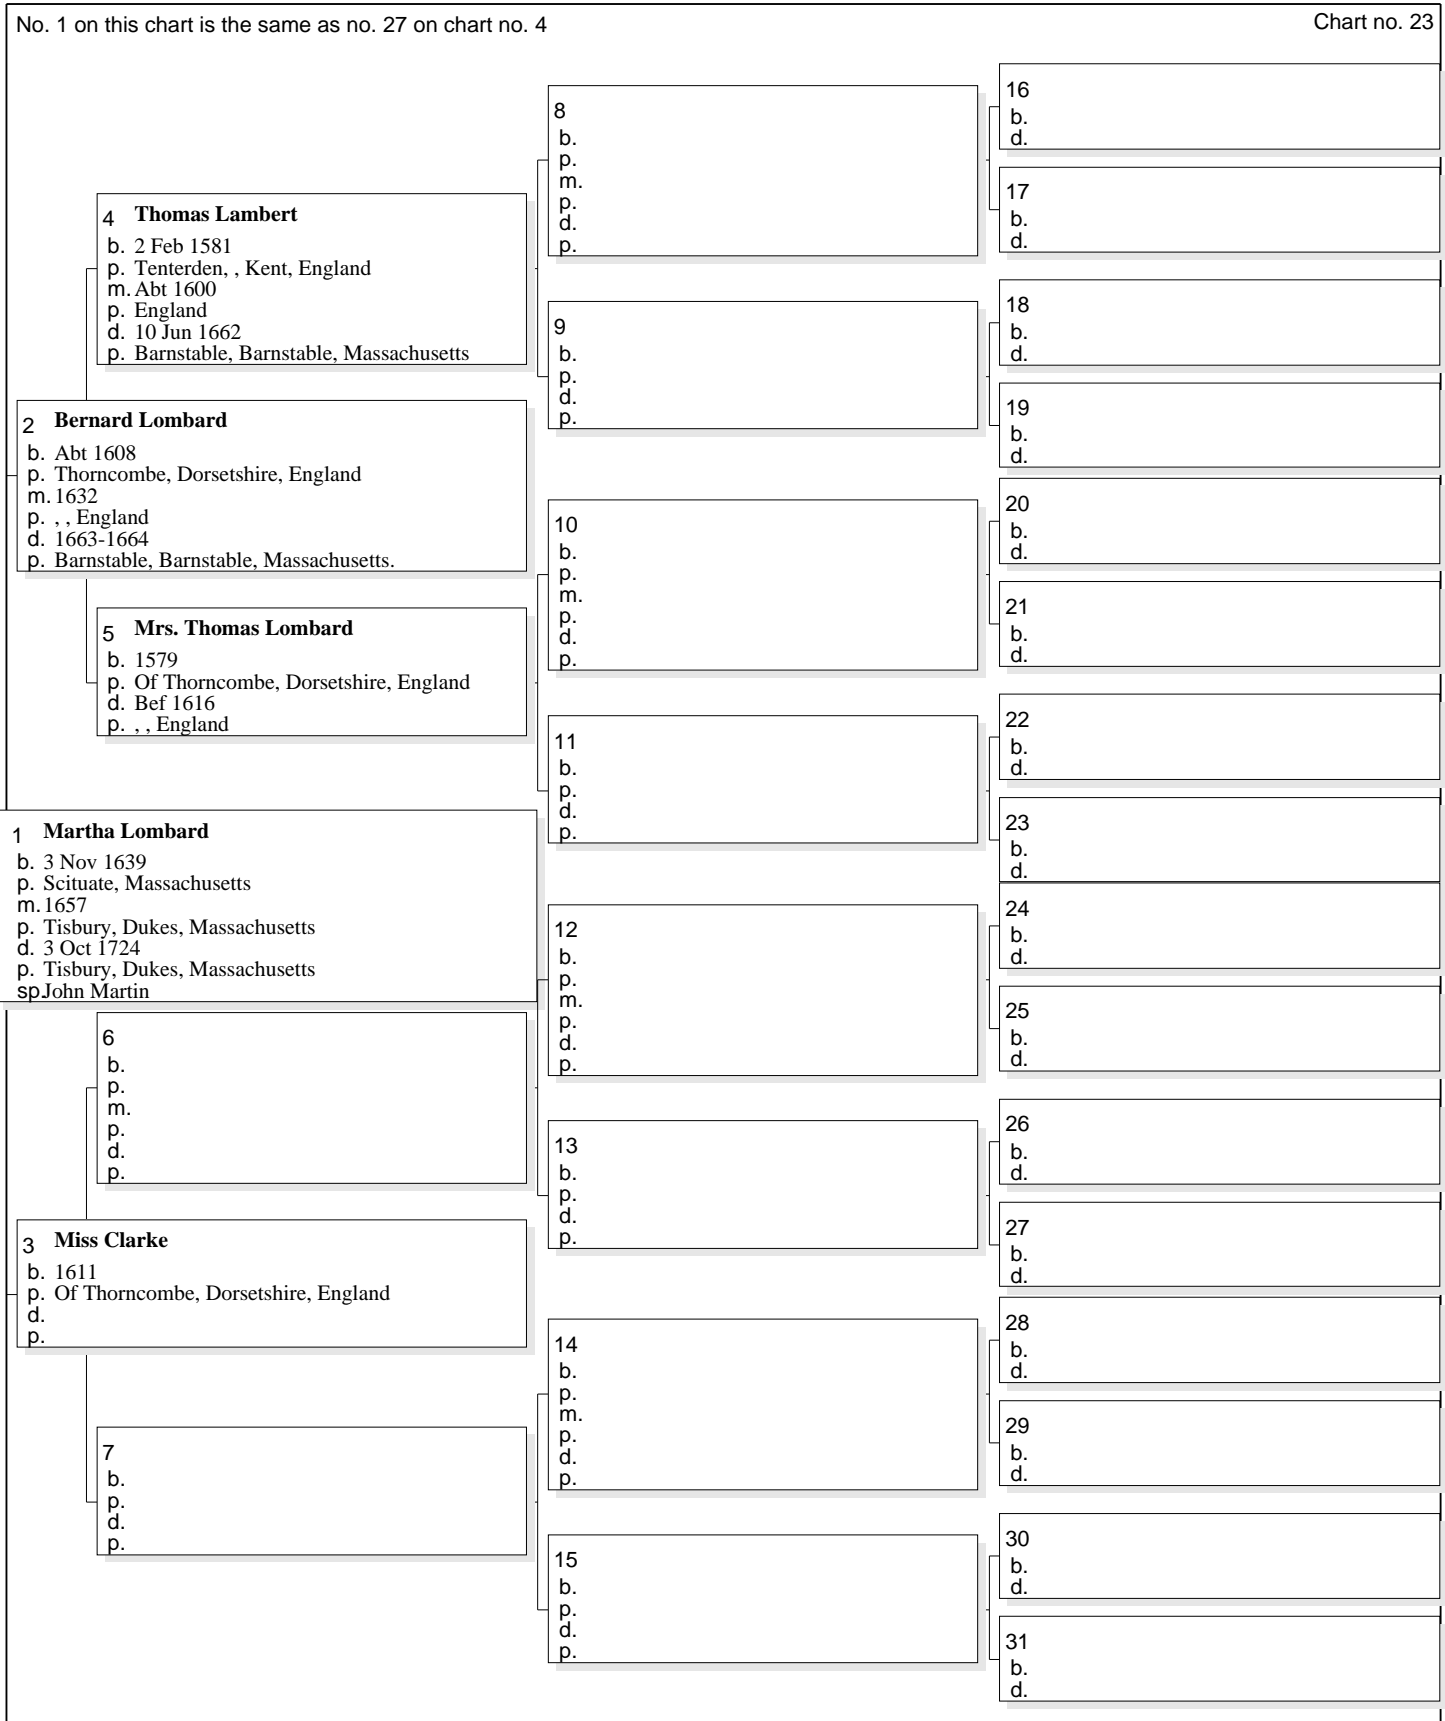 No. 1 on this chart is the same as no. 27 on chart no. 4
Chart no. 23
4 Thomas Lambert
b. 2 Feb 1581
p. Tenterden, , Kent, England
m. Abt 1600
p. England
d. 10 Jun 1662
p. Barnstable, Barnstable, Massachusetts
2 Bernard Lombard
b. Abt 1608
p. Thorncombe, Dorsetshire, England
m. 1632
p. , , England
d. 1663-1664
p. Barnstable, Barnstable, Massachusetts.
5 Mrs. Thomas Lombard
b. 1579
p. Of Thorncombe, Dorsetshire, England
d. Bef 1616
p. , , England
1 Martha Lombard
b. 3 Nov 1639
p. Scituate, Massachusetts
m. 1657
p. Tisbury, Dukes, Massachusetts
d. 3 Oct 1724
p. Tisbury, Dukes, Massachusetts
sp. John Martin
6
b.
p.
m.
p.
d.
p.
3 Miss Clarke
b. 1611
p. Of Thorncombe, Dorsetshire, England
d.
p.
7
b.
p.
d.
p.
8
b.
p.
m.
p.
d.
p.
9
b.
p.
d.
p.
10
b.
p.
m.
p.
d.
p.
11
b.
p.
d.
p.
12
b.
p.
m.
p.
d.
p.
13
b.
p.
d.
p.
14
b.
p.
m.
p.
d.
p.
15
b.
p.
d.
p.
16
b.
d.
17
b.
d.
18
b.
d.
19
b.
d.
20
b.
d.
21
b.
d.
22
b.
d.
23
b.
d.
24
b.
d.
25
b.
d.
26
b.
d.
27
b.
d.
28
b.
d.
29
b.
d.
30
b.
d.
31
b.
d.